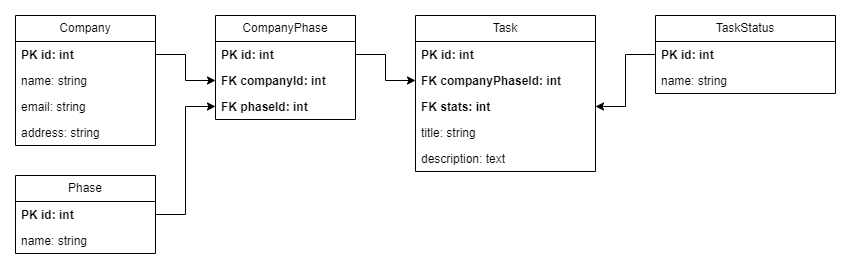 Company
PK id: int
name: string
email: string
address: string
CompanyPhase
PK id: int
FK companyId: int
FK phaseId: int
Task
PK id: int
FK companyPhaseId: int
FK stats: int
title: string
description: text
TaskStatus
PK id: int
name: string
Phase
PK id: int
name: string